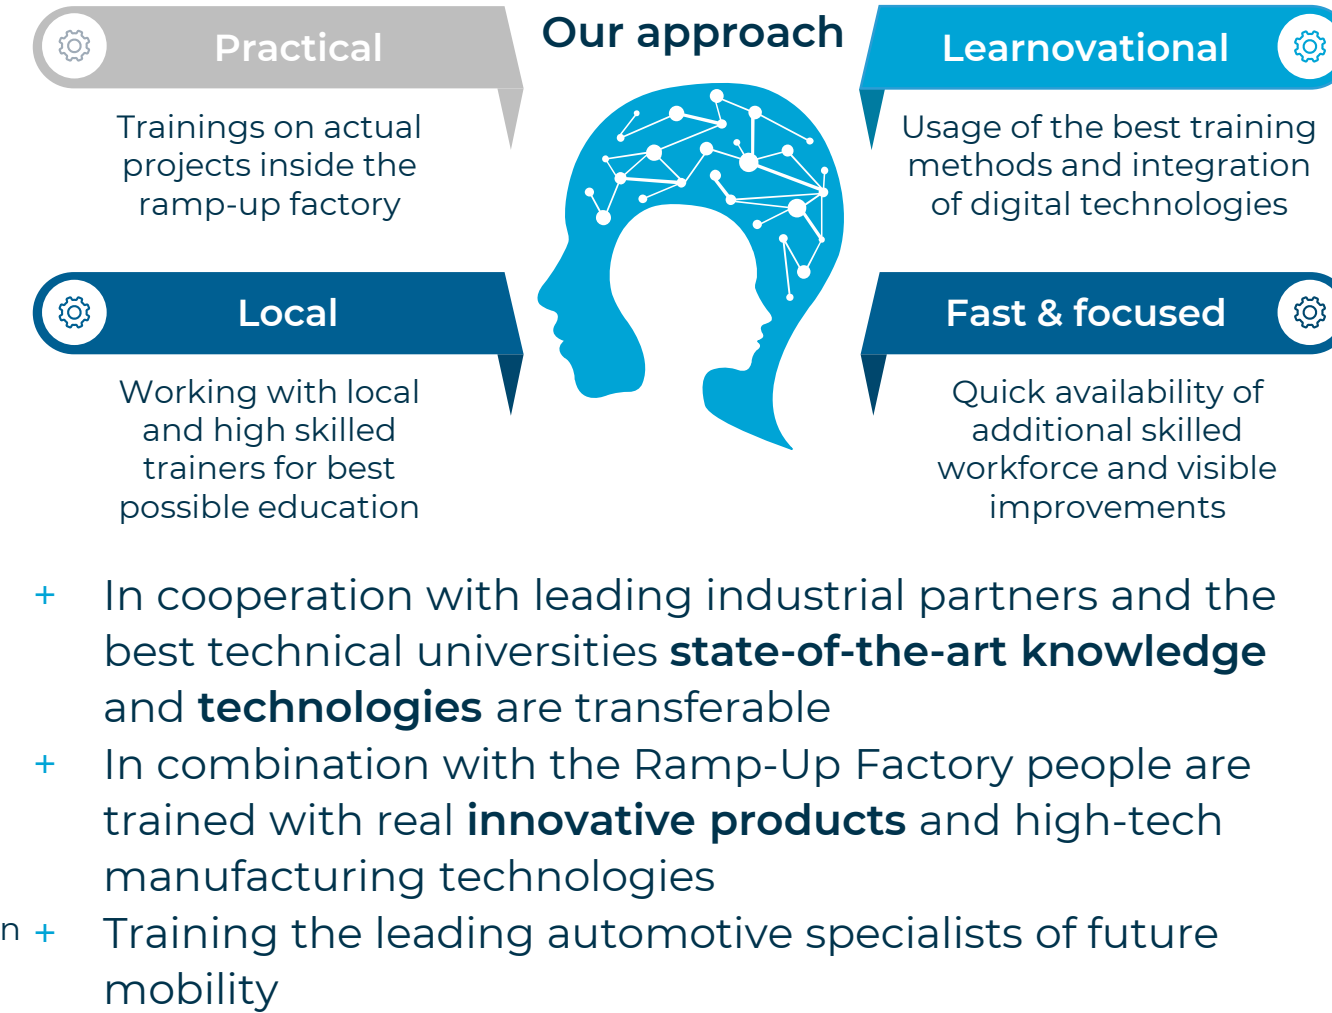 Our approach
Practical
Trainings on actual
projects inside the
ramp-up factory
Learnovational
Usage of the best training
methods and integration
of digital technologies
Local
Working with local
and high skilled
trainers for best
possible education
Fast & focused
Quick availability of
additional skilled
workforce and visible
improvements
+ In cooperation with leading industrial partners and the
best technical universities state-of-the-art knowledge
and technologies are transferable
+ In combination with the Ramp-Up Factory people are
trained with real innovative products and high-tech
manufacturing technologies
n
+ Training the leading automotive specialists of future
mobility